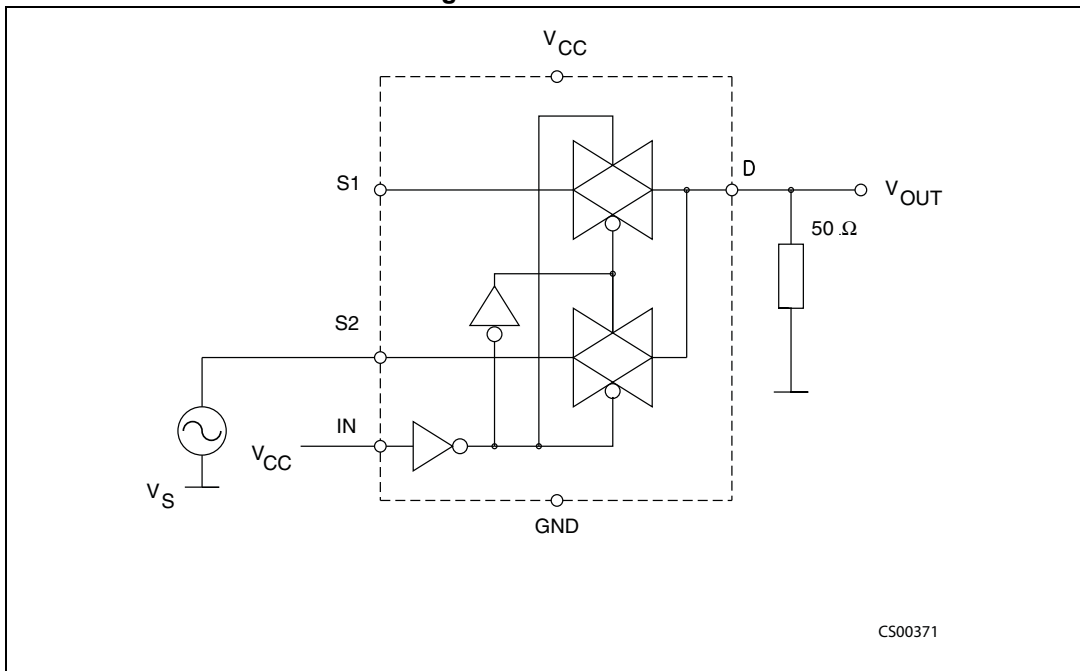 V CC
S1
D
V OUT
50 .Ω
S2
IN
V CC
V S
GND
CS00371